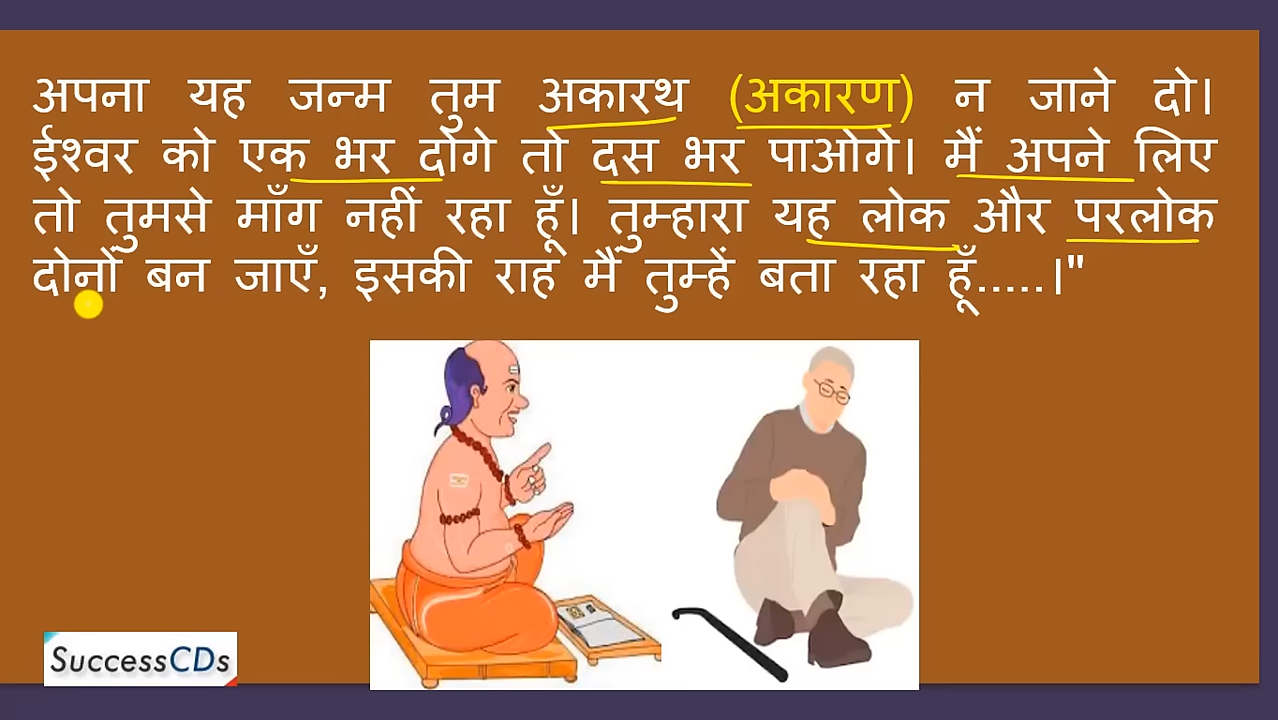 अपना यह जन्म तुम अकारथ (अकारण) न जाने दो।
ईश्वर को एक भर दोगे तो दस भर पाओगे। मैं अपने लिए
तो तुमसे माँग नहीं रहा हूँ। तुम्हारा यह लोक और परलोक
दोनों बन जाएँ, इसकी राह मैं तुम्हें बता रहा हूँ.....।"
SuccessCDs